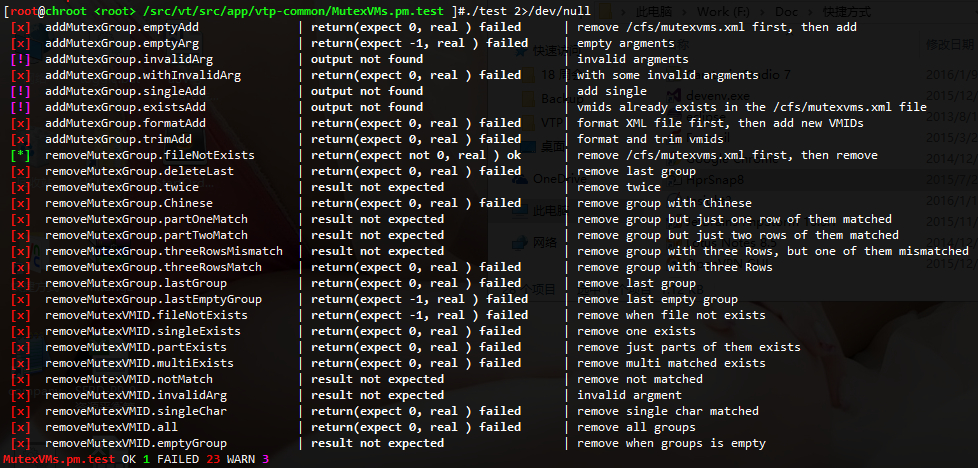 [root@chroot <root> /src/vt/src/app/vtp-common/MutexVMs.pm.test ]#./test 2>/dev/null
[x] addMutexGroup.emptyAdd | return(expect 0, real ) failed | remove /cfs/mutexvms.xml first, then add
[x] addMutexGroup.emptyArg | return(expect -1, real ) failed | empty argments
[!] addMutexGroup.invalidArg | output not found | invalid argments
[x] addMutexGroup.withInvalidArg | return(expect 0, real ) failed | with some invalid argments
[!] addMutexGroup.singleAdd | output not found | add single
[!] addMutexGroup.existsAdd | output not found | vmids already exists in the /cfs/mutexvms.xml file
[x] addMutexGroup.formatAdd | return(expect 0, real ) failed | format XML file first, then add new VMIDs
[x] addMutexGroup.trimAdd | return(expect 0, real ) failed | format and trim vmids
[*] removeMutexGroup.fileNotExists | return(expect not 0, real ) ok | remove /cfs/mutexvms.xml first, then remove
[x] removeMutexGroup.deleteLast | return(expect 0, real ) failed | remove last group
[x] removeMutexGroup.twice | result not expected | remove twice
[x] removeMutexGroup.Chinese | return(expect 0, real ) failed | remove group with Chinese
[x] removeMutexGroup.partOneMatch | result not expected | remove group but just one row of them matched
[x] removeMutexGroup.partTwoMatch | result not expected | remove group but just two rows of them matched
[x] removeMutexGroup.threeRowsMismatch | result not expected | remove group with three Rows, but one of them mismatched
[x] removeMutexGroup.threeRowsMatch | return(expect 0, real ) failed | remove group with three Rows
[x] removeMutexGroup.lastGroup | return(expect 0, real ) failed | remove last group
[x] removeMutexGroup.lastEmptyGroup | return(expect -1, real ) failed | remove last empty group
[x] removeMutexVMID.fileNotExists | return(expect -1, real ) failed | remove when file not exists
[x] removeMutexVMID.singleExists | return(expect 0, real ) failed | remove one exists
[x] removeMutexVMID.partExists | return(expect 0, real ) failed | remove just parts of them exists
[x] removeMutexVMID.multiExists | return(expect 0, real ) failed | remove multi matched exists
[x] removeMutexVMID.notMatch | result not expected | remove not matched
[x] removeMutexVMID.invalidArg | result not expected | invalid argment
[x] removeMutexVMID.singleChar | return(expect 0, real ) failed | remove single char matched
[x] removeMutexVMID.all | return(expect 0, real ) failed | remove all groups
[x] removeMutexVMID.emptyGroup | result not expected | remove when groups is empty
MutexVMs.pm.test OK 1 FAILED 23 WARN 3